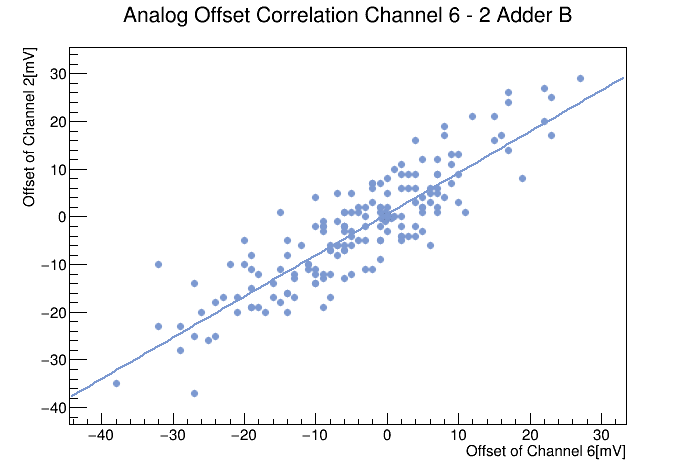 Analog Offset Correlation Channel 6 - 2 Adder B
Offset of Channel 2[mV]
30
20
10
0
−10
−20
−30
−40
−40 −30 −20 −10 0 10 20 30
Offset of Channel 6[mV]